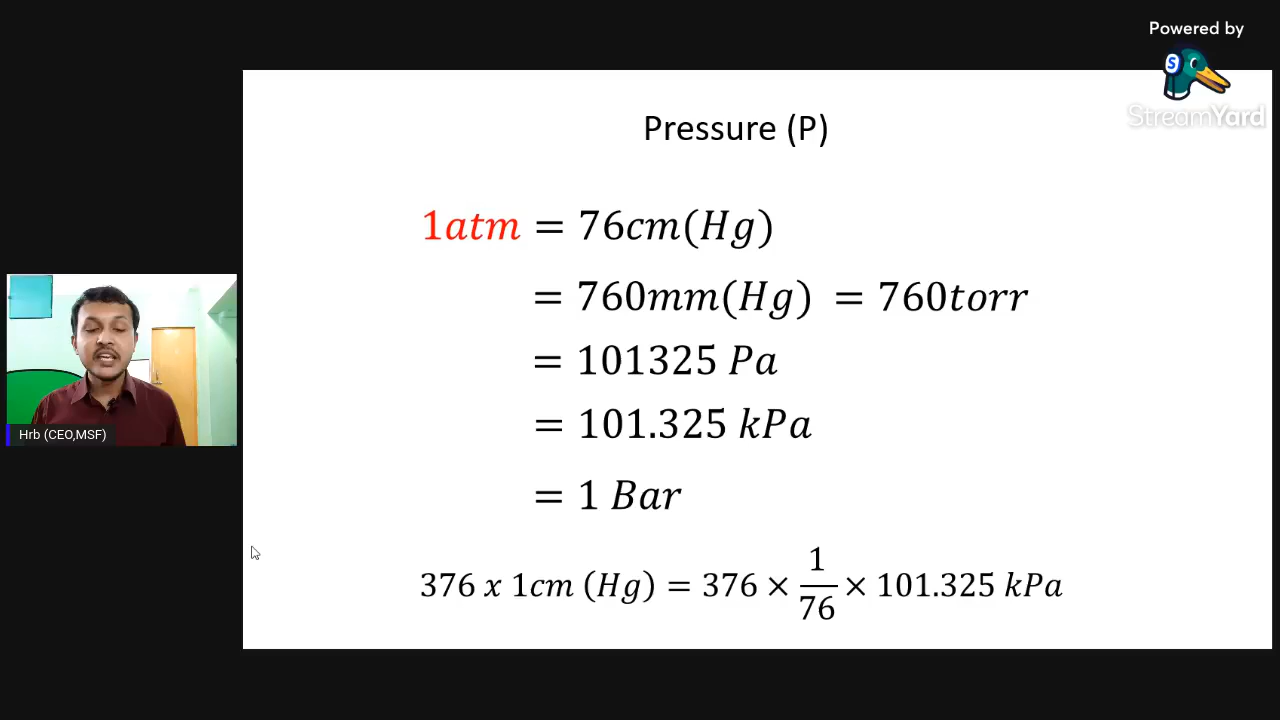 Powered by
StreamYard
Pressure (P)
1atm = 76cm(Hg)
= 760mm(Hg) = 760torr
= 101325 Pa
= 101.325 kPa
= 1 Bar
376 x 1cm (Hg) = 376 × 1/76 × 101.325 kPa
Hrb (CEO,MSF)